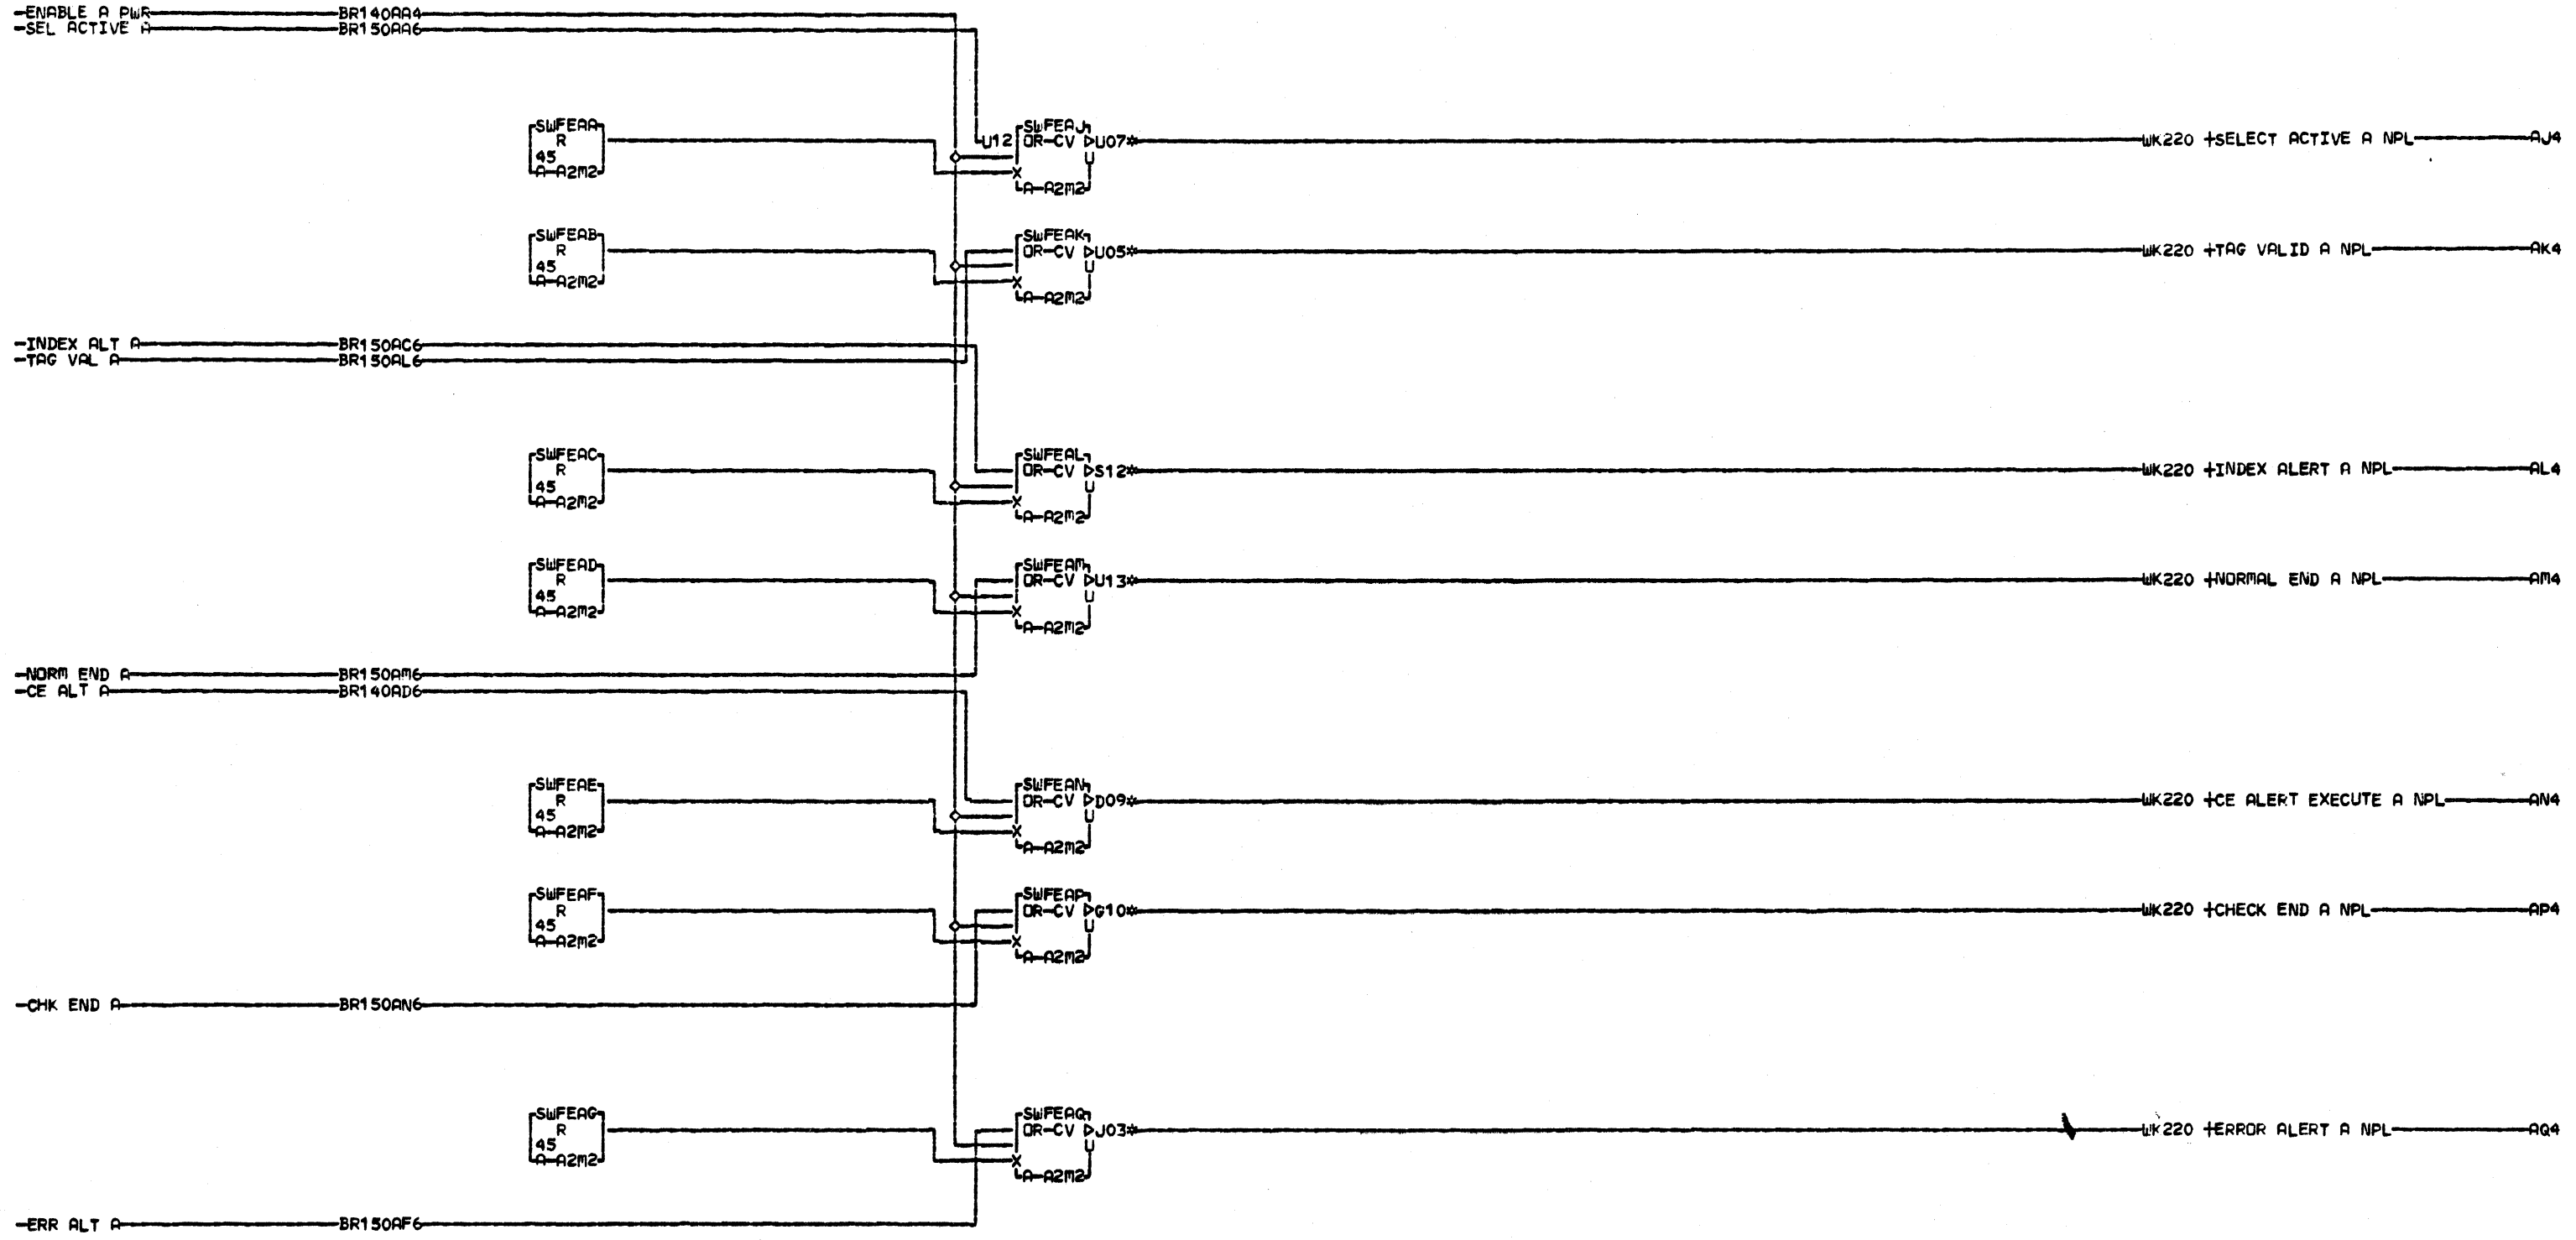 -ENABLE A PWR BR140AA4
-SEL ACTIVE A BR150AA6
SWFEAA
R
45
A-A2M2
U12
SWFEAJ
OR-CV U07*
U
X
A-A2M2
WK220 +SELECT ACTIVE A NPL AJ4
SWFEAB
R
45
A-A2M2
SWFEAK
OR-CV U05*
U
X
A-A2M2
WK220 +TAG VALID A NPL AK4
-INDEX ALT A BR150AC6
-TAG VAL A BR150AL6
SWFEAC
R
45
A-A2M2
SWFEAL
OR-CV S12*
U
X
A-A2M2
WK220 +INDEX ALERT A NPL AL4
SWFEAD
R
45
A-A2M2
SWFEAM
OR-CV U13*
U
X
A-A2M2
WK220 +NORMAL END A NPL AM4
-NORM END A BR150AM6
-CE ALT A BR140AD6
SWFEAE
R
45
A-A2M2
SWFEAN
OR-CV D09*
U
X
A-A2M2
WK220 +CE ALERT EXECUTE A NPL AN4
SWFEAF
R
45
A-A2M2
SWFEAP
OR-CV G10*
U
X
A-A2M2
WK220 +CHECK END A NPL AP4
-CHK END A BR150AN6
SWFEAG
R
45
A-A2M2
SWFEAQ
OR-CV J03*
U
X
A-A2M2
WK220 +ERROR ALERT A NPL AQ4
-ERR ALT A BR150AF6